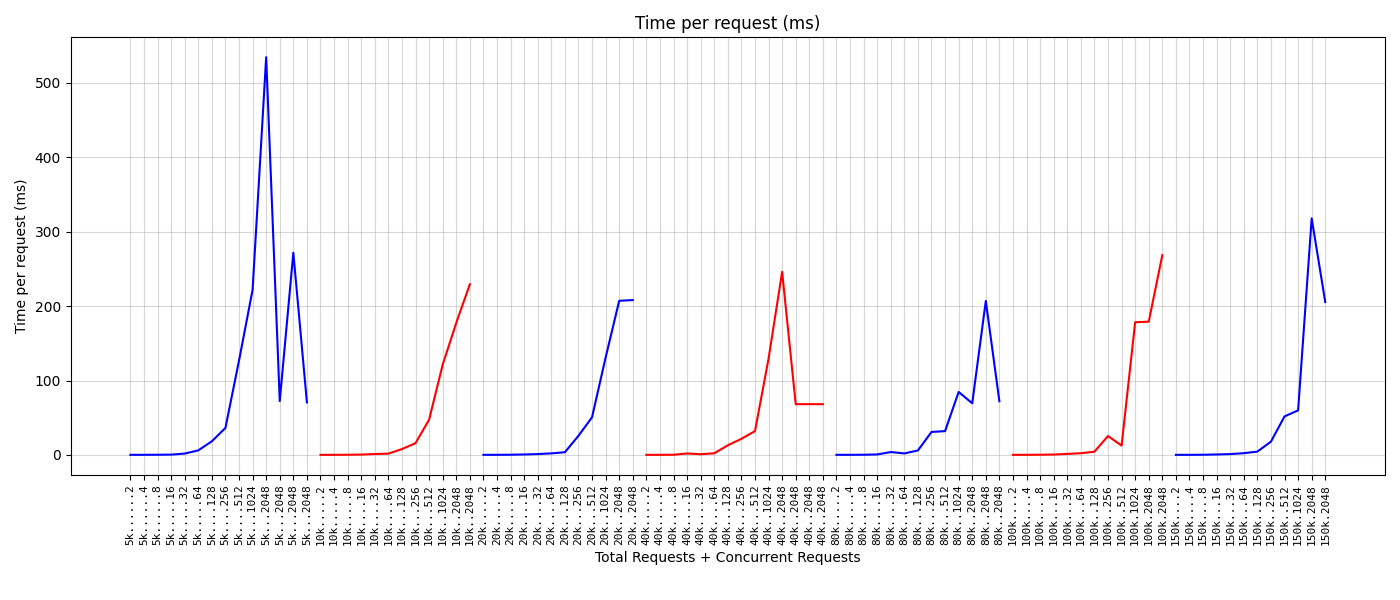 Time per request (ms)
Time per request (ms)
500
400
300
200
100
0
5k......2
5k......4
5k......8
5k.....16
5k.....32
5k.....64
5k....128
5k....256
5k....512
5k...1024
5k...2048
5k...2048
5k...2048
5k...2048
10k.....2
10k.....4
10k.....8
10k....16
10k....32
10k....64
10k...128
10k...256
10k...512
10k..1024
10k..2048
10k..2048
20k.....2
20k.....4
20k.....8
20k....16
20k....32
20k....64
20k...128
20k...256
20k...512
20k..1024
20k..2048
20k..2048
40k.....2
40k.....4
40k.....8
40k....16
40k....32
40k....64
40k...128
40k...256
40k...512
40k..1024
40k..2048
40k..2048
40k..2048
40k..2048
80k.....2
80k.....4
80k.....8
80k....16
80k....32
80k....64
80k...128
80k...256
80k...512
80k..1024
80k..2048
80k..2048
80k..2048
100k....2
100k....4
100k....8
100k...16
100k...32
100k...64
100k..128
100k..256
100k..512
100k.1024
100k.2048
100k.2048
150k....2
150k....4
150k....8
150k...16
150k...32
150k...64
150k..128
150k..256
150k..512
150k.1024
150k.2048
150k.2048
Total Requests + Concurrent Requests